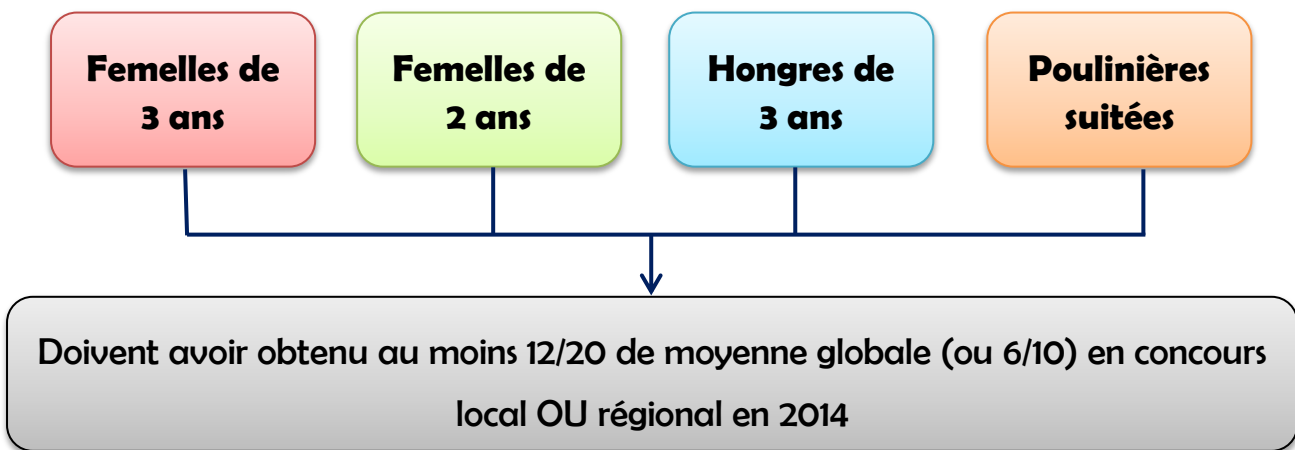 Femelles de
3 ans
Femelles de
2 ans
Hongres de
3 ans
Poulinières
suitées
Doivent avoir obtenu au moins 12/20 de moyenne globale (ou 6/10) en concours
local OU régional en 2014